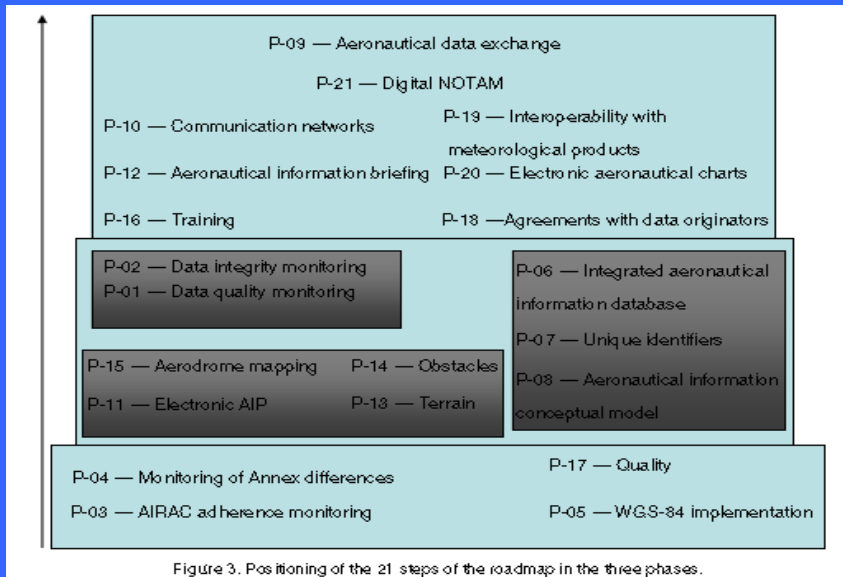 P-09 — Aeronautical data exchange
P-21 — Digital NOTAM
P-10 — Communication networks
P-19 — Interoperability with
meteorological products
P-12 — Aeronautical information briefing
P-20 — Electronic aeronautical charts
P-16 — Training
P-18 —Agreements with data originators
P-02 — Data integrity monitoring
P-01 — Data quality monitoring
P-06 — Integrated aeronautical
information database
P-07 — Unique identifiers
P-08 — Aeronautical information
conceptual model
P-15 — Aerodrome mapping
P-14 — Obstacles
P-11 — Electronic AIP
P-13 — Terrain
P-04 — Monitoring of Annex differences
P-17 — Quality
P-03 — AIRAC adherence monitoring
P-05 — WGS-84 implementation
Figure 3. Positioning of the 21 steps of the roadmap in the three phases.